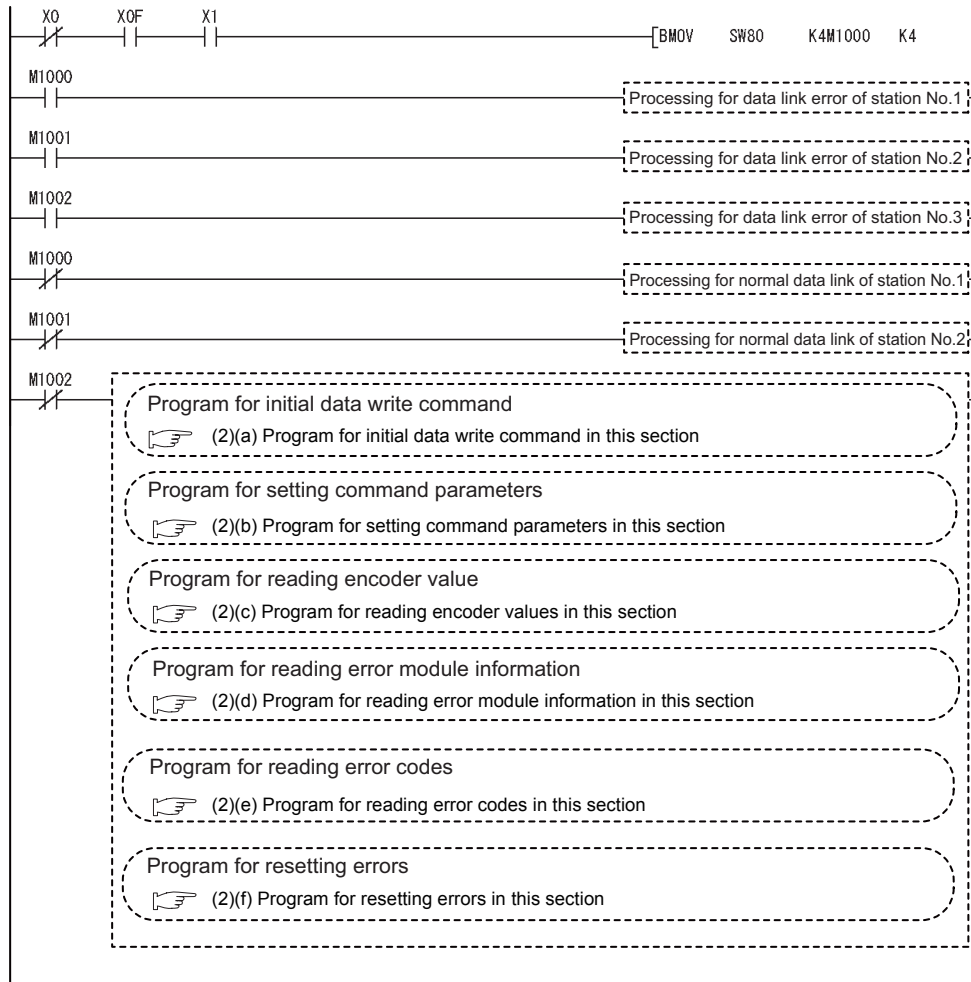 X0 X0F X1
BMOV SW80 K4M1000 K4
M1000
Processing for data link error of station No.1
M1001
Processing for data link error of station No.2
M1002
Processing for data link error of station No.3
M1000
Processing for normal data link of station No.1
M1001
Processing for normal data link of station No.2
M1002
Program for initial data write command
(2)(a) Program for initial data write command in this section
Program for setting command parameters
(2)(b) Program for setting command parameters in this section
Program for reading encoder value
(2)(c) Program for reading encoder values in this section
Program for reading error module information
(2)(d) Program for reading error module information in this section
Program for reading error codes
(2)(e) Program for reading error codes in this section
Program for resetting errors
(2)(f) Program for resetting errors in this section